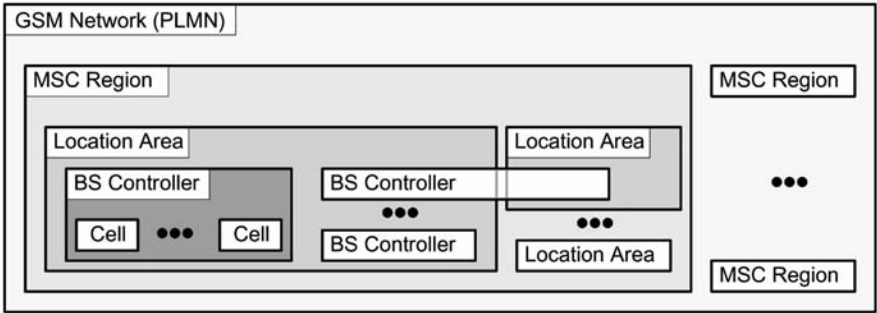 GSM Network (PLMN)
MSC Region
MSC Region
Location Area
Location Area
BS Controller
BS Controller
Cell
Cell
BS Controller
Location Area
MSC Region